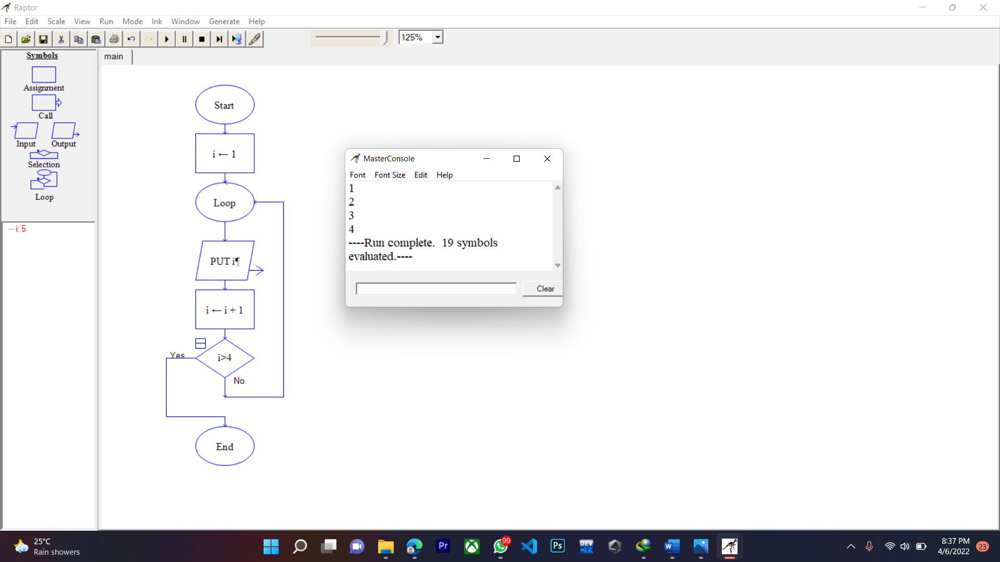 Raptor
File Edit Scale View Run Mode Ink Window Generate Help
125%
Symbols
Assignment
Call
Input Output
Selection
Loop
i: 5
main
Start
i ← 1
Loop
PUT i¶
i ← i + 1
Yes
i>4
No
End
MasterConsole
Font Font Size Edit Help
1
2
3
4
----Run complete. 19 symbols
evaluated.----
Clear
25°C
Rain showers
Pr
99
Ps
DEV
C++
W
8:37 PM
4/6/2022
23